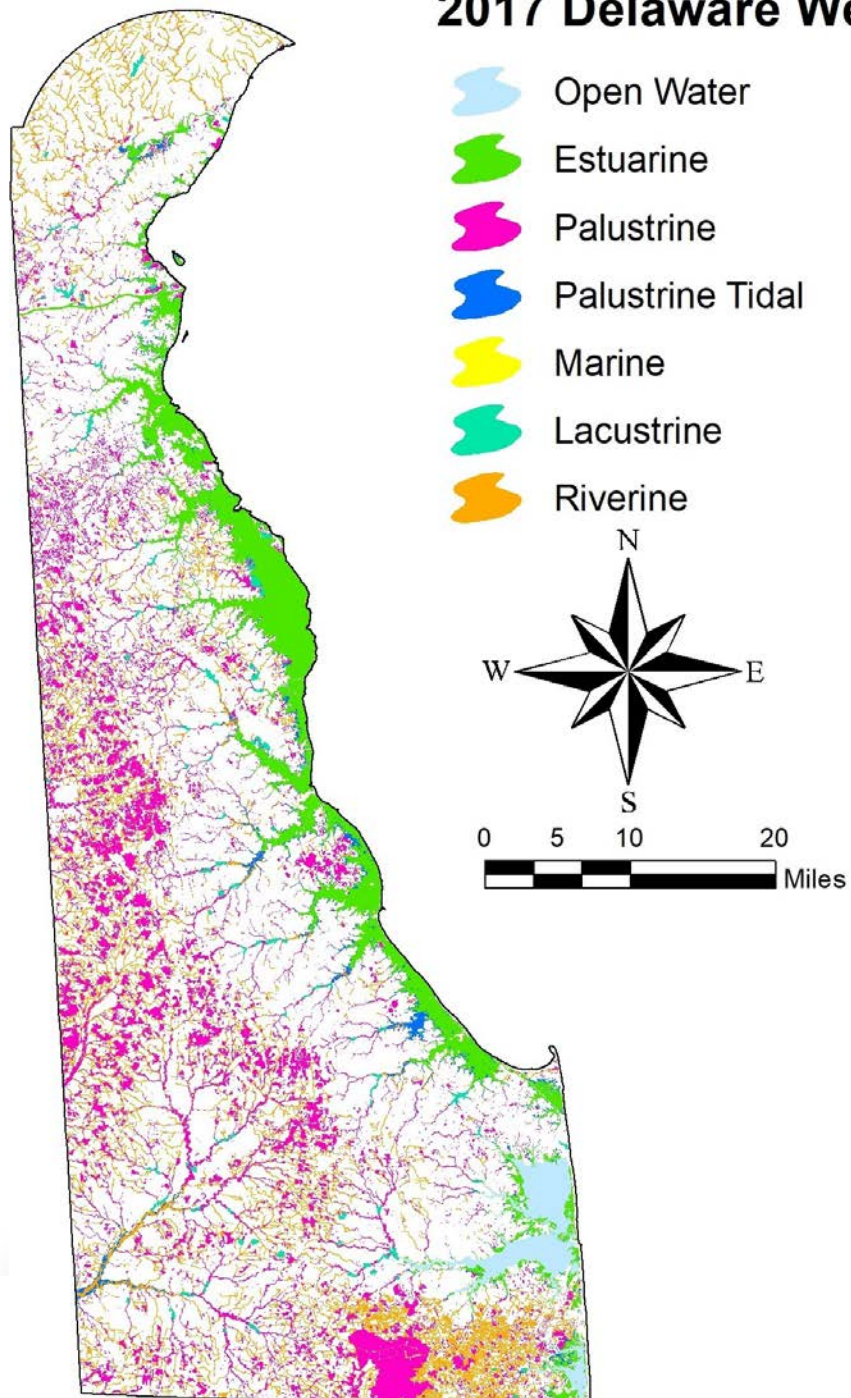 2017 Delaware We
Open Water
Estuarine
Palustrine
Palustrine Tidal
Marine
Lacustrine
Riverine
N
W E
S
0 5 10 20
Miles